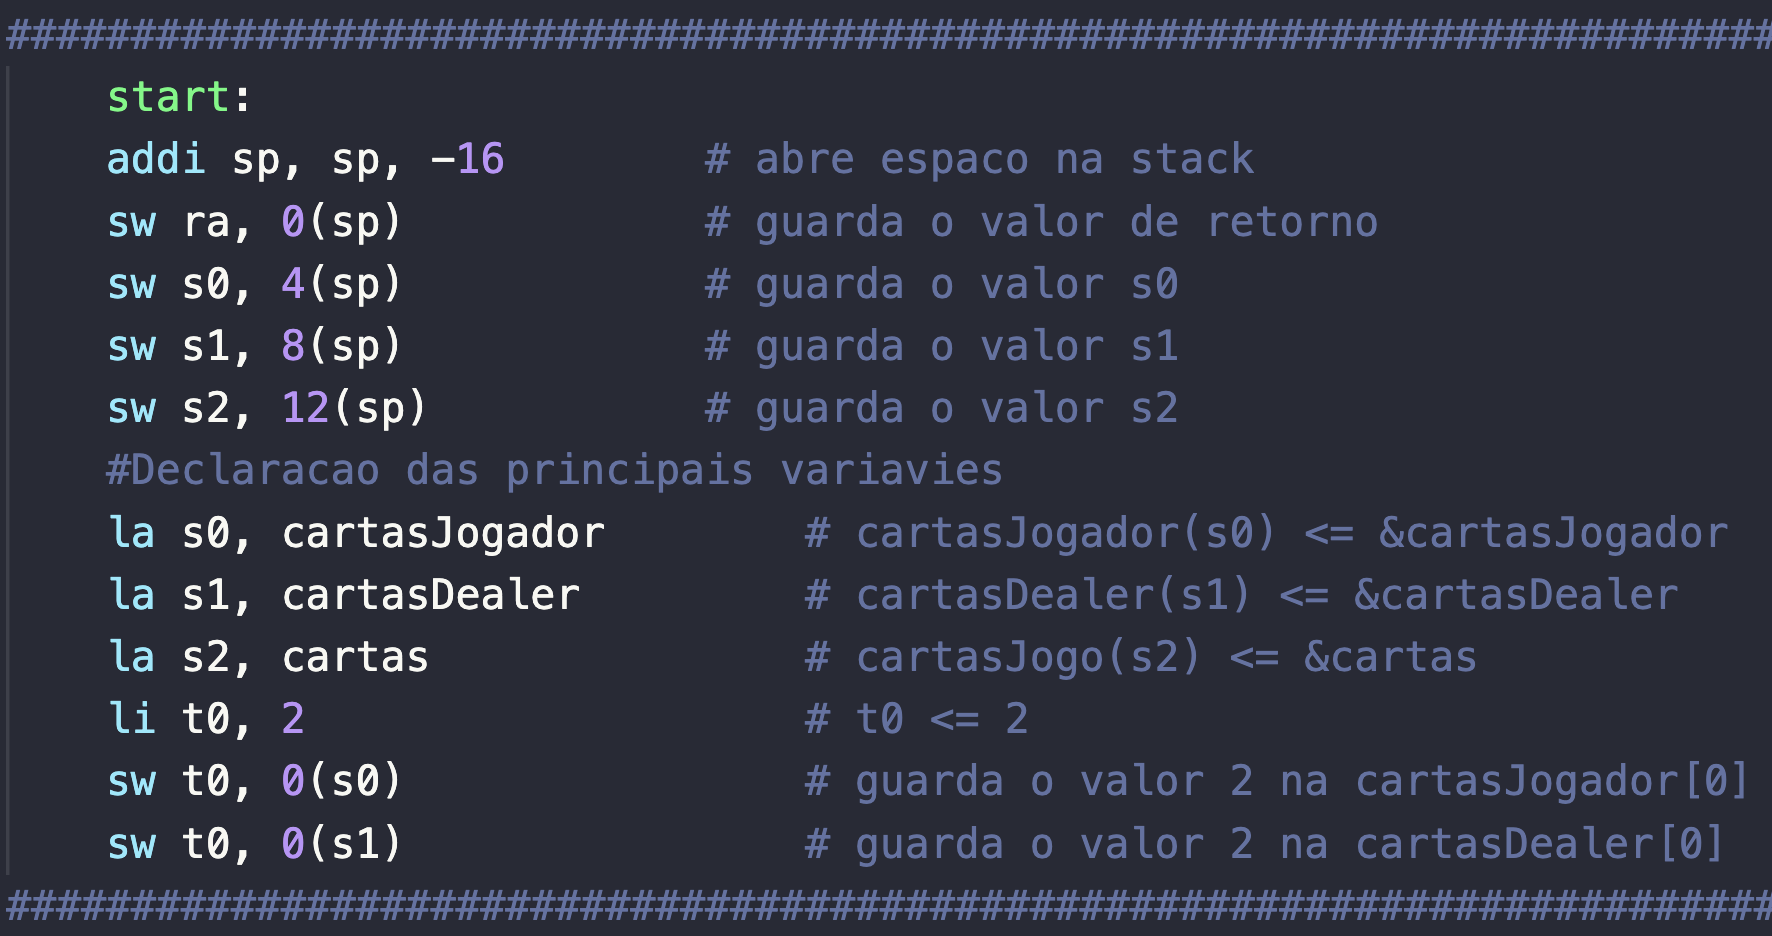 #######################################################################
start:
addi sp, sp, -16 # abre espaco na stack
sw ra, 0(sp) # guarda o valor de retorno
sw s0, 4(sp) # guarda o valor s0
sw s1, 8(sp) # guarda o valor s1
sw s2, 12(sp) # guarda o valor s2
#Declaracao das principais variavies
la s0, cartasJogador # cartasJogador(s0) <= &cartasJogador
la s1, cartasDealer # cartasDealer(s1) <= &cartasDealer
la s2, cartas # cartasJogo(s2) <= &cartas
li t0, 2 # t0 <= 2
sw t0, 0(s0) # guarda o valor 2 na cartasJogador[0]
sw t0, 0(s1) # guarda o valor 2 na cartasDealer[0]
#######################################################################